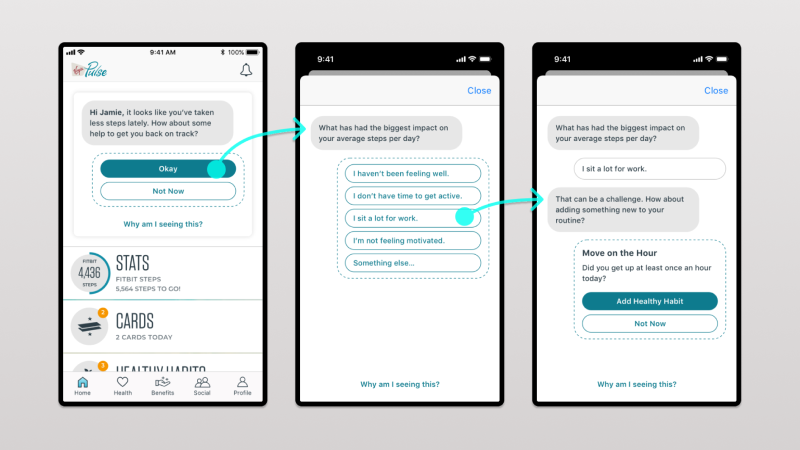 9:41 AM
100%
Pulse
Hi Jamie, it looks like you've taken
less steps lately. How about some
help to get you back on track?
Okay
Not Now
Why am I seeing this?
FITBIT
4,436
STEPS
STATS
FITBIT STEPS
5,564 STEPS TO GO!
2
CARDS
2 CARDS TODAY
3
HEALTHY HABITS
Home
Health
Benefits
Social
Profile
9:41
Close
What has had the biggest impact on
your average steps per day?
I haven't been feeling well.
I don't have time to get active.
I sit a lot for work.
I'm not feeling motivated.
Something else...
Why am I seeing this?
9:41
Close
What has had the biggest impact on
your average steps per day?
I sit a lot for work.
That can be a challenge. How about
adding something new to your
routine?
Move on the Hour
Did you get up at least once an hour
today?
Add Healthy Habit
Not Now
Why am I seeing this?